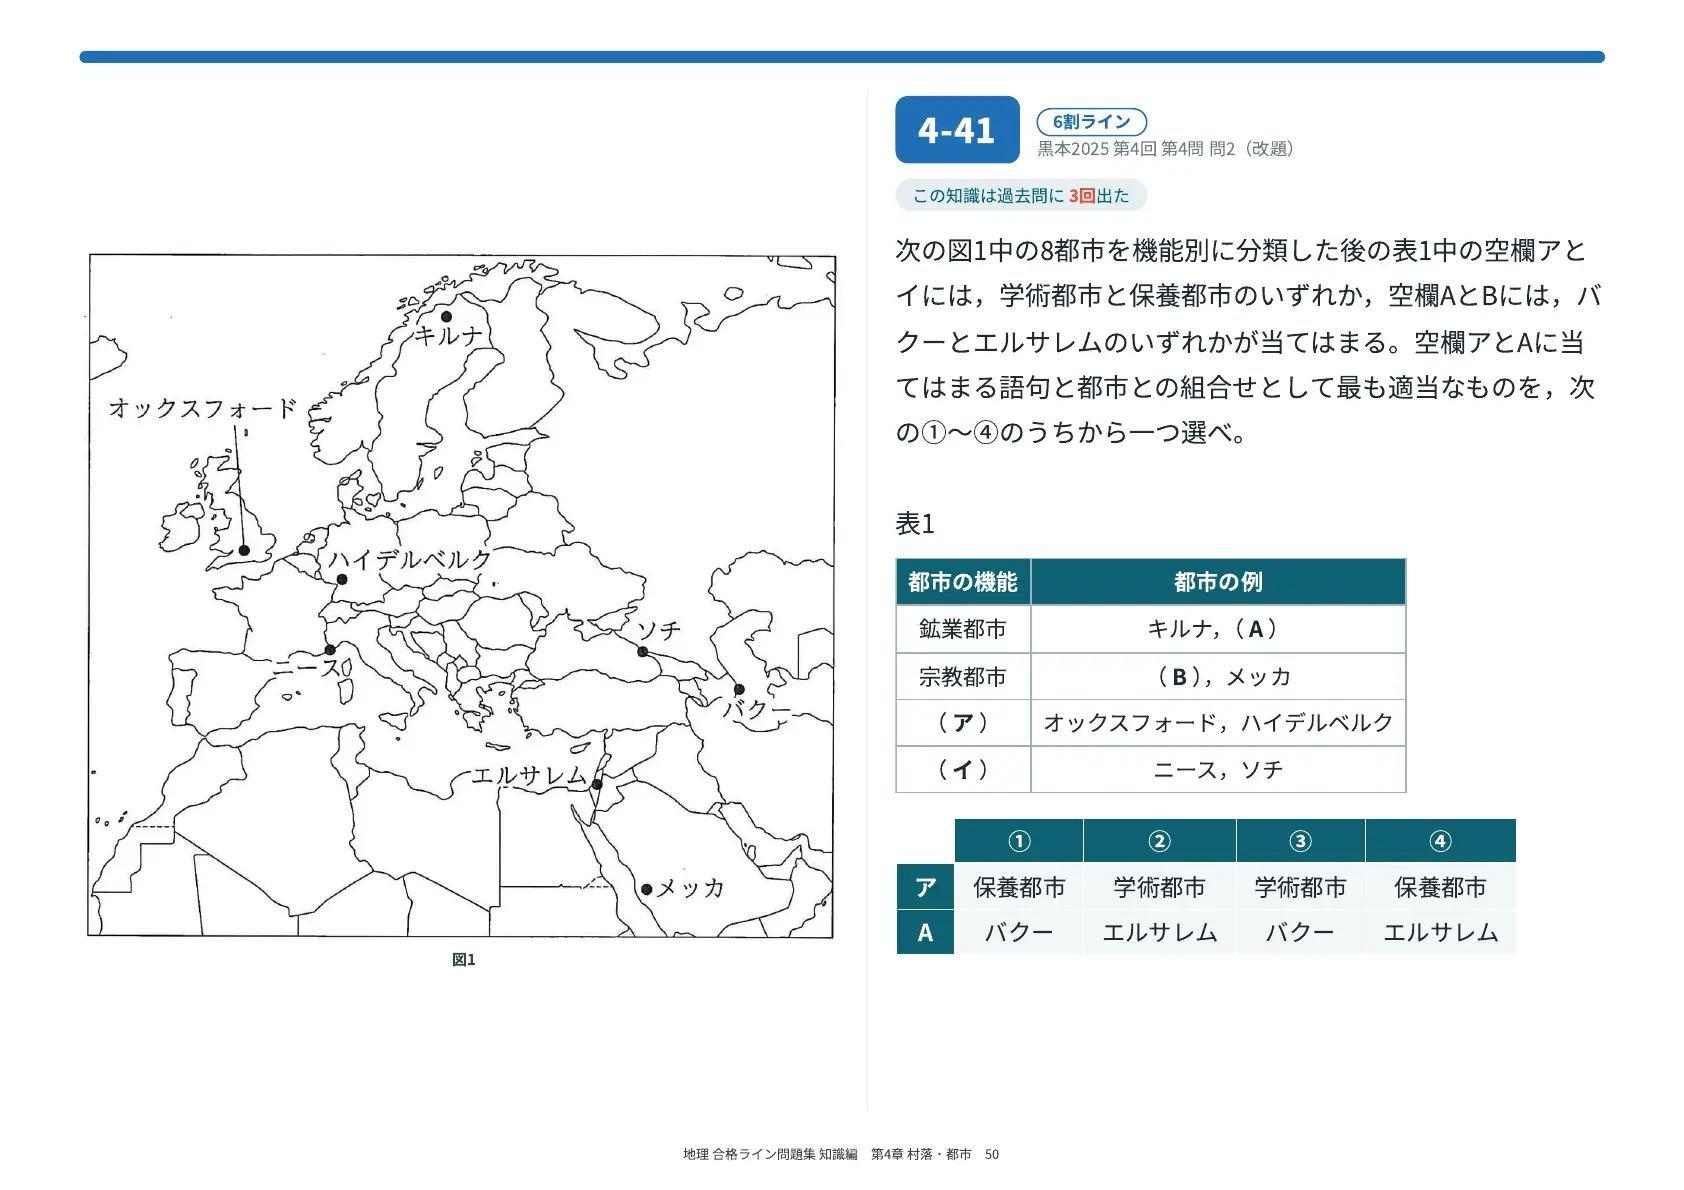 4-41
6割ライン
黒本2025 第4回 第4問 問2（改題）
この知識は過去問に 3回出た
次の図1中の8都市を機能別に分類した後の表1中の空欄アと
イには，学術都市と保養都市のいずれか，空欄AとBには，バ
クーとエルサレムのいずれかが当てはまる。空欄アとAに当
てはまる語句と都市との組合せとして最も適当なものを，次
の①〜④のうちから一つ選べ。
キルナ
オックスフォード
ハイデルベルク
ソチ
ニース
バクー
エルサレム
メッカ
図1
表1
都市の機能 都市の例
鉱業都市 キルナ，（ A ）
宗教都市 （ B ），メッカ
（ ア ） オックスフォード，ハイデルベルク
（ イ ） ニース，ソチ
① ② ③ ④
ア 保養都市 学術都市 学術都市 保養都市
A バクー エルサレム バクー エルサレム
地理 合格ライン問題集 知識編 第4章 村落・都市 50